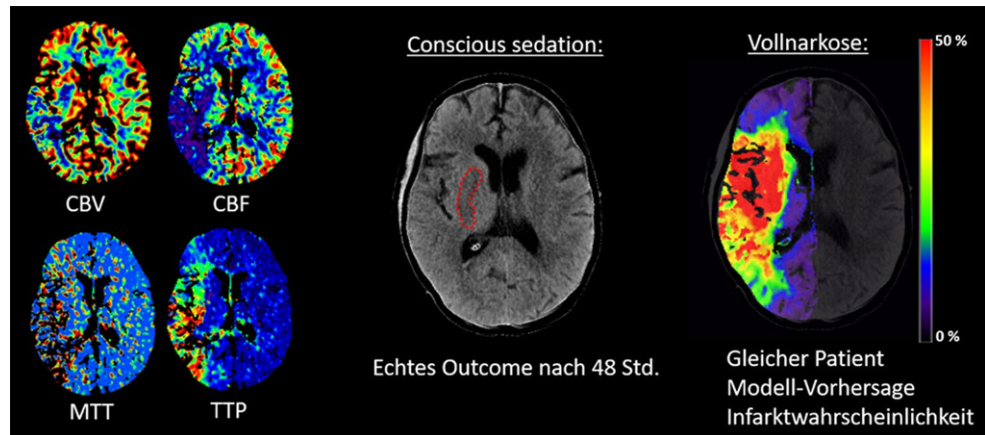 CBV
CBF
MTT
TTP
Conscious sedation:
Echtes Outcome nach 48 Std.
Vollnarkose:
50 %
0 %
Gleicher Patient
Modell-Vorhersage
Infarktwahrscheinlichkeit